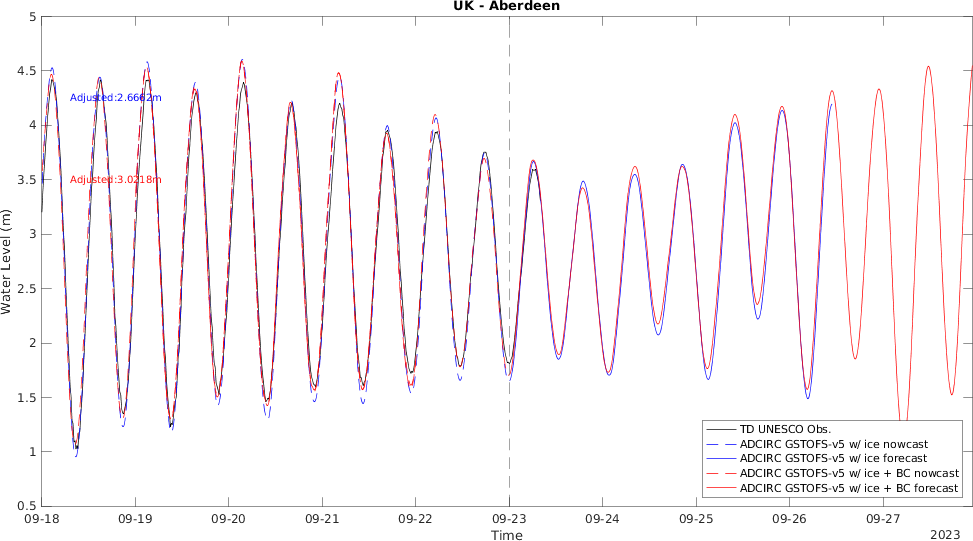 UK - Aberdeen
5
4.5
4
3.5
3
2.5
2
1.5
1
0.5
Water Level (m)
Adjusted:2.6662m
Adjusted:3.0218m
TD UNESCO Obs.
ADCIRC GSTOFS-v5 w/ ice nowcast
ADCIRC GSTOFS-v5 w/ ice forecast
ADCIRC GSTOFS-v5 w/ ice + BC nowcast
ADCIRC GSTOFS-v5 w/ ice + BC forecast
09-18 09-19 09-20 09-21 09-22 09-23 09-24 09-25 09-26 09-27
Time
2023